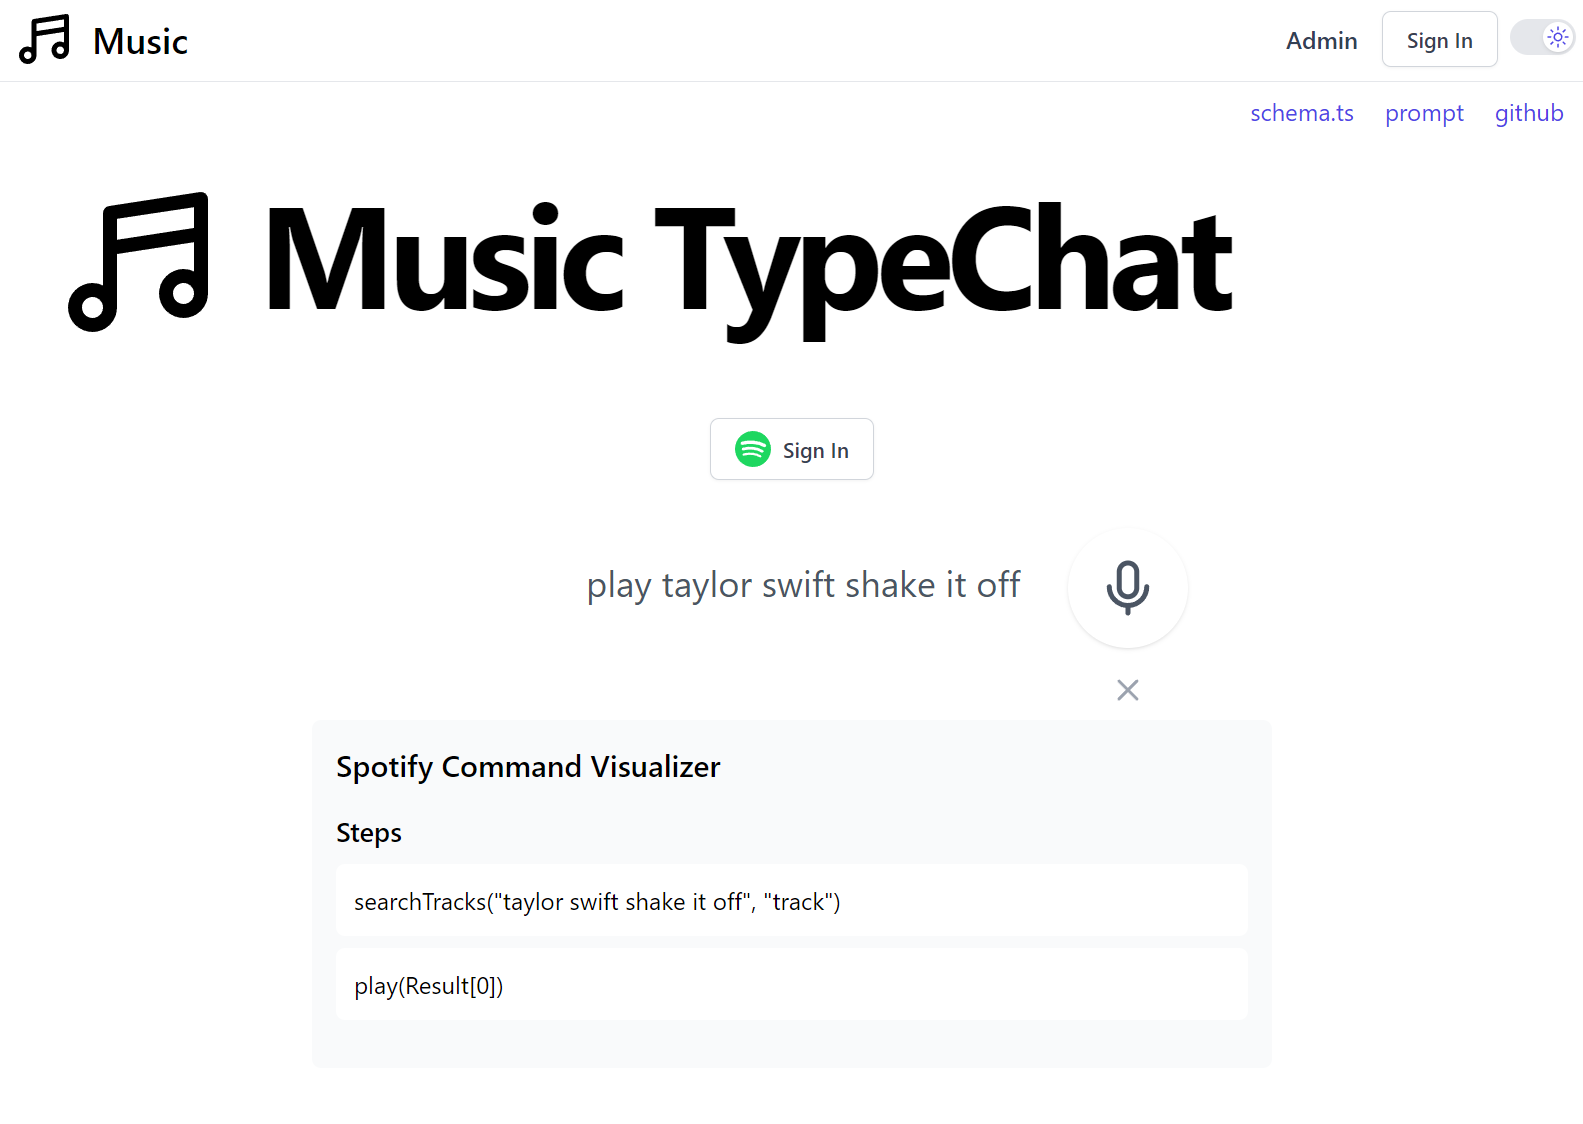 Music
Admin
Sign In
schema.ts
prompt
github
Music TypeChat
Sign In
play taylor swift shake it off
Spotify Command Visualizer
Steps
searchTracks("taylor swift shake it off", "track")
play(Result[0])